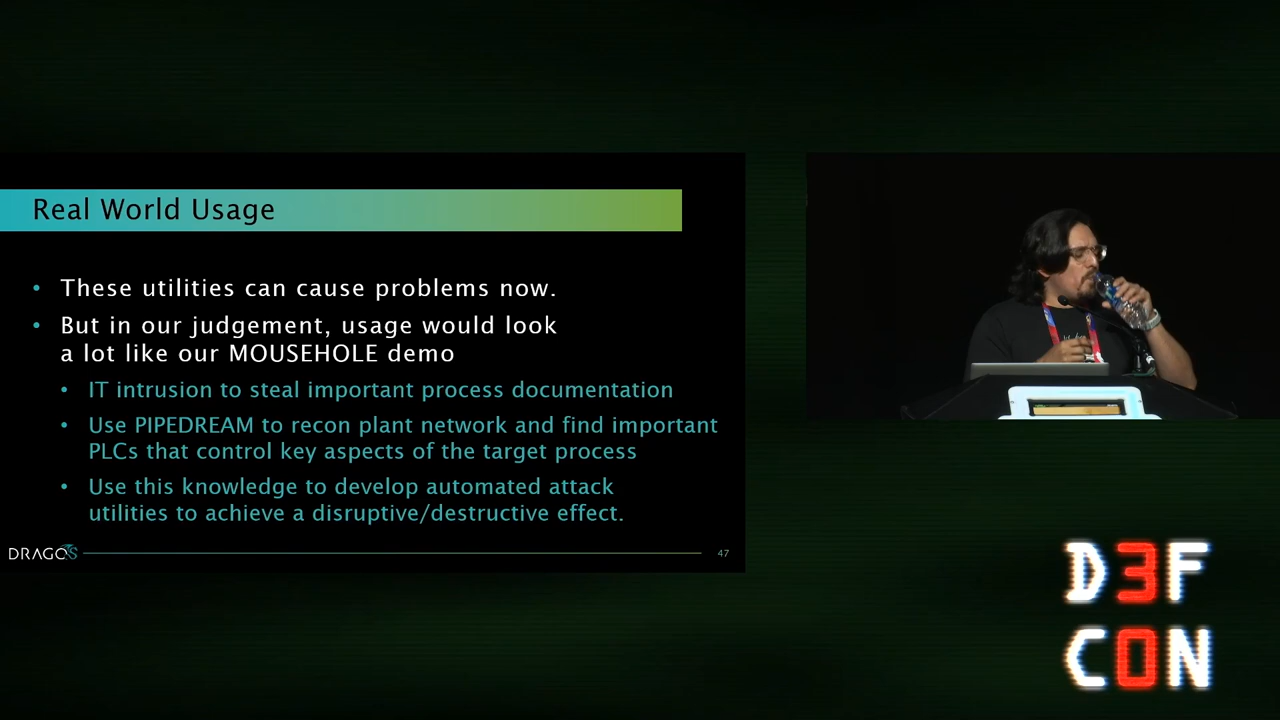 Real World Usage
• These utilities can cause problems now.
• But in our judgement, usage would look
a lot like our MOUSEHOLE demo
• IT intrusion to steal important process documentation
• Use PIPEDREAM to recon plant network and find important
PLCs that control key aspects of the target process
• Use this knowledge to develop automated attack
utilities to achieve a disruptive/destructive effect.
DRAGOS
47
D3F
C0N